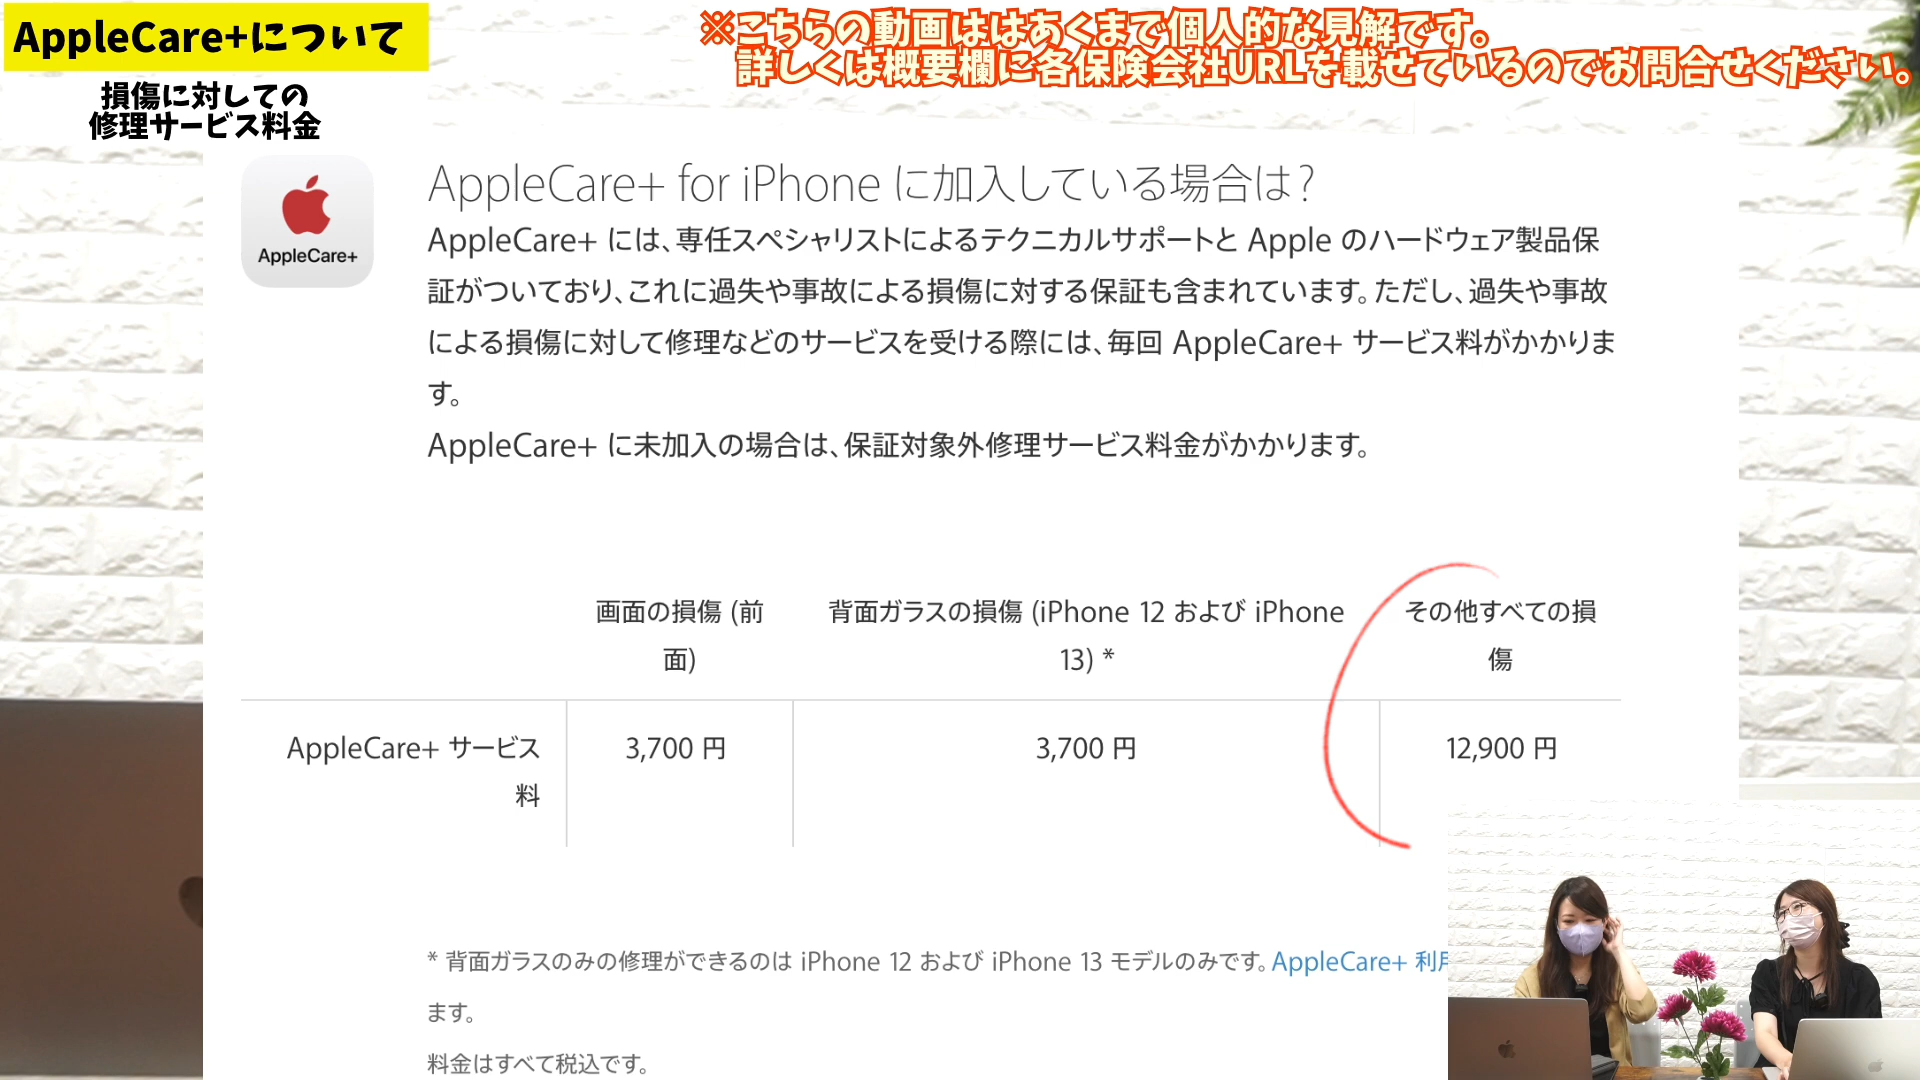 AppleCare+について
損傷に対しての
修理サービス料金
※こちらの動画ははあくまで個人的な見解です。
詳しくは概要欄に各保険会社URLを載せているのでお問合せください。
AppleCare+
AppleCare+ for iPhone に加入している場合は?
AppleCare+ には、専任スペシャリストによるテクニカルサポートと Apple のハードウェア製品保
証がついており、これに過失や事故による損傷に対する保証も含まれています。ただし、過失や事故
による損傷に対して修理などのサービスを受ける際には、毎回 AppleCare+ サービス料がかかりま
す。
AppleCare+ に未加入の場合は、保証対象外修理サービス料金がかかります。
画面の損傷 (前
面)
背面ガラスの損傷 (iPhone 12 および iPhone
13) *
その他すべての損
傷
AppleCare+ サービス
料
3,700 円
3,700 円
12,900 円
* 背面ガラスのみの修理ができるのは iPhone 12 および iPhone 13 モデルのみです。AppleCare+ 利
ます。
料金はすべて税込です。